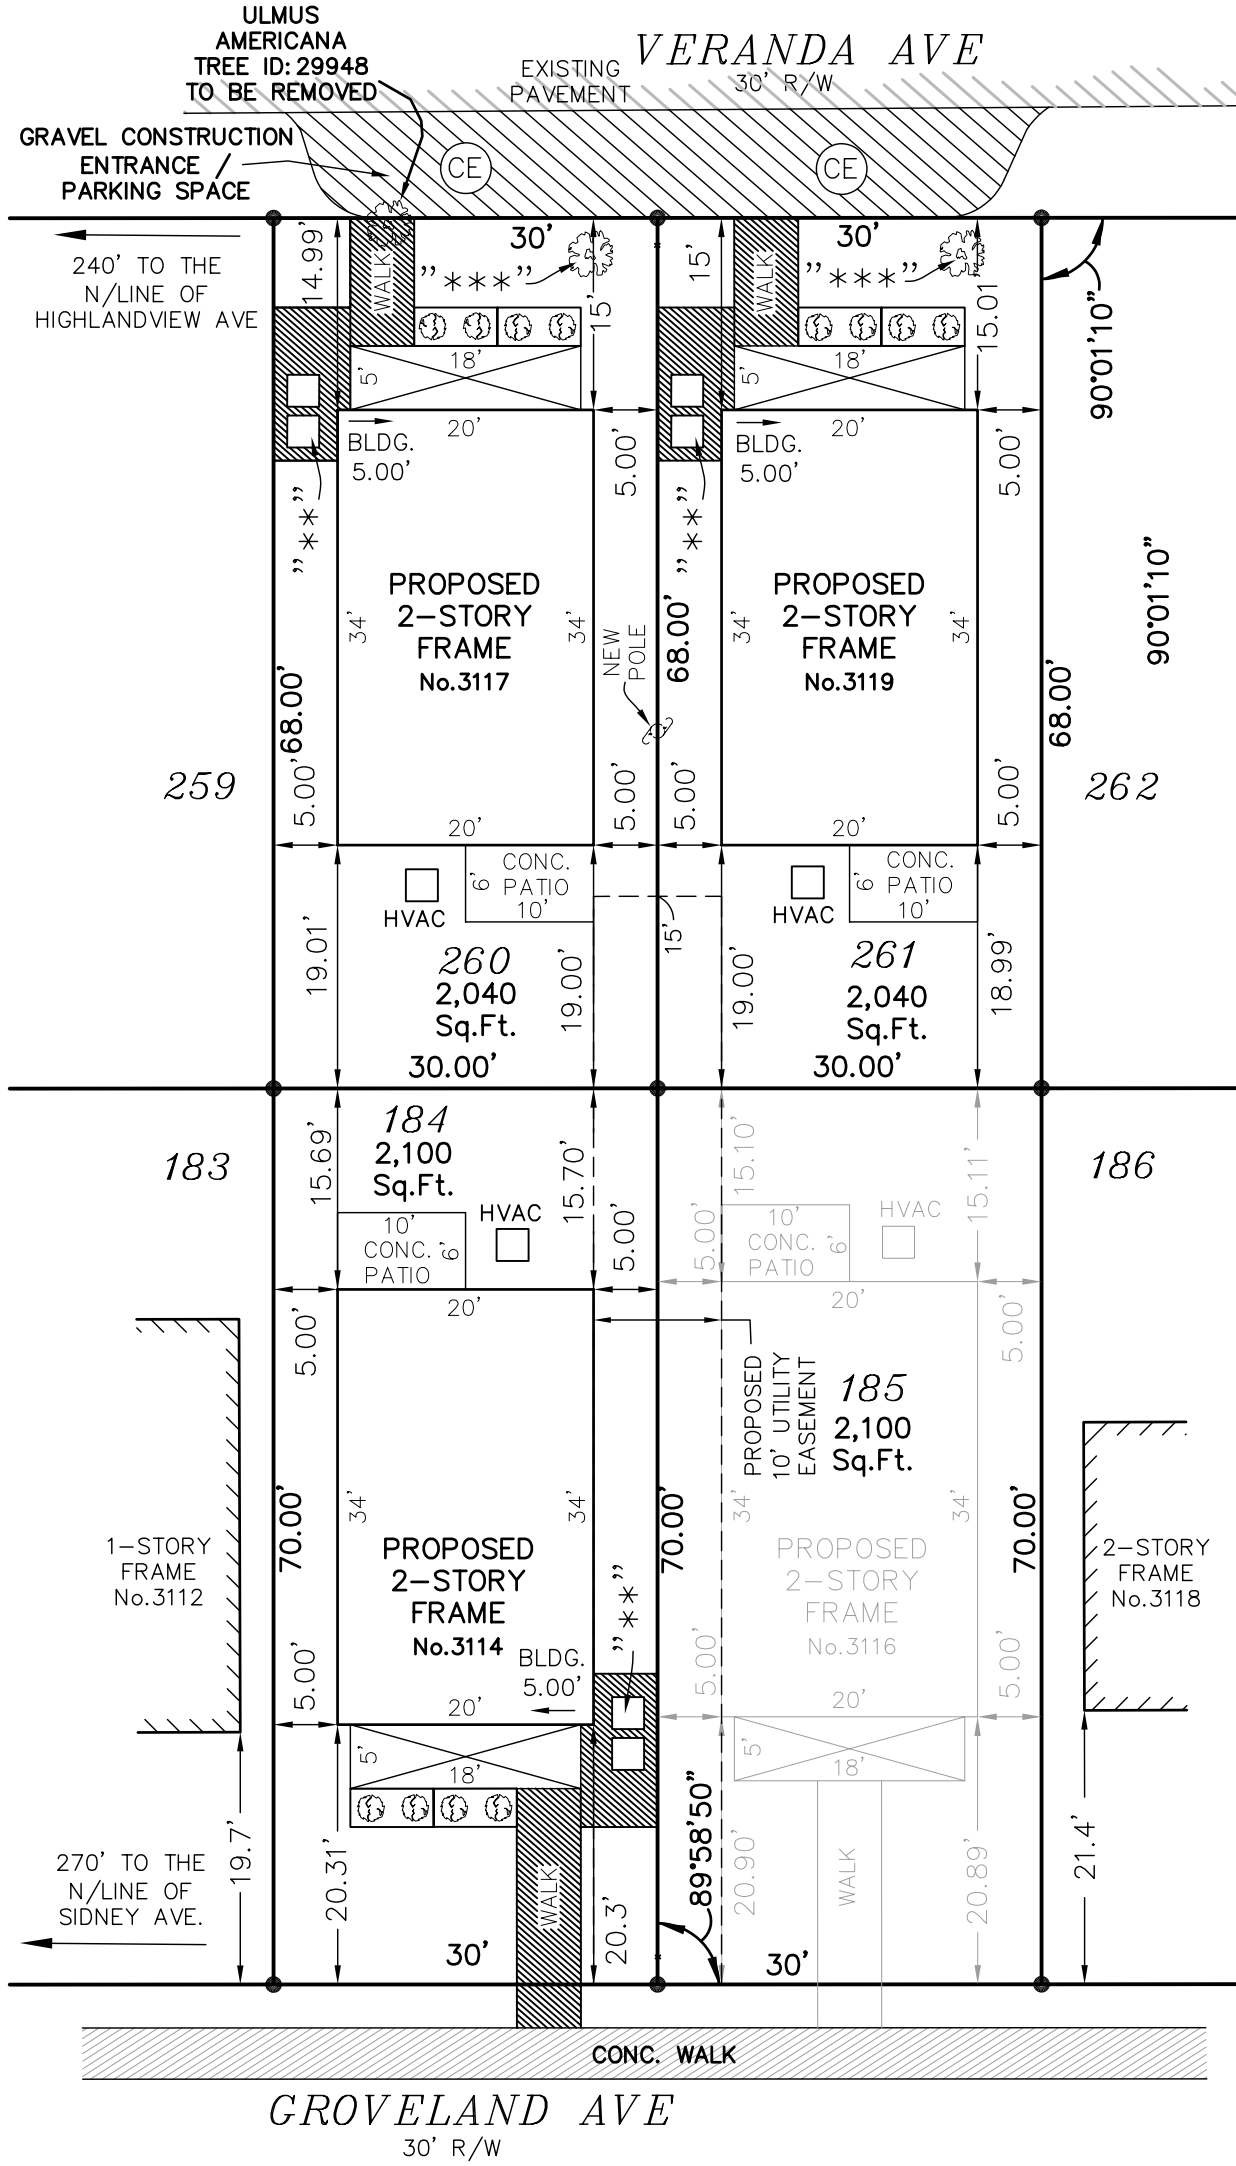 ULMUS
AMERICANA
TREE ID: 29948
TO BE REMOVED
EXISTING
PAVEMENT
VERANDA AVE
30' R/W
GRAVEL CONSTRUCTION
ENTRANCE /
PARKING SPACE
CE
CE
240' TO THE
N/LINE OF
HIGHLANDVIEW AVE
14.99'
WALK
30'
"***"
15'
15'
WALK
30'
"***"
15.01'
90°01'10"
5'
18'
5'
18'
20'
BLDG.
5.00'
5.00'
20'
BLDG.
5.00'
5.00'
"**"
"**"
90°01'10"
PROPOSED
2-STORY
FRAME
No.3117
34'
34'
NEW
POLE
68.00'
PROPOSED
2-STORY
FRAME
No.3119
34'
34'
68.00'
68.00'
259
262
5.00'
5.00'
5.00'
5.00'
20'
20'
CONC.
PATIO
6'
10'
HVAC
CONC.
PATIO
6'
10'
HVAC
19.01'
260
2,040
Sq.Ft.
19.00'
15'
19.00'
261
2,040
Sq.Ft.
18.99'
30.00'
30.00'
183
15.69'
184
2,100
Sq.Ft.
15.70'
15.10'
15.11'
186
HVAC
10'
CONC.
PATIO
6'
5.00'
5.00'
10'
CONC.
PATIO
6'
HVAC
20'
20'
5.00'
5.00'
PROPOSED
10' UTILITY
EASEMENT
185
2,100
Sq.Ft.
34'
34'
34'
34'
70.00'
70.00'
70.00'
1-STORY
FRAME
No.3112
PROPOSED
2-STORY
FRAME
No.3114
PROPOSED
2-STORY
FRAME
No.3116
2-STORY
FRAME
No.3118
"**"
5.00'
BLDG.
5.00'
5.00'
5.00'
20'
20'
5'
18'
5'
18'
19.7'
20.31'
WALK
20.3'
89°58'50"
20.90'
WALK
20.89'
21.4'
270' TO THE
N/LINE OF
SIDNEY AVE.
30'
30'
CONC. WALK
GROVELAND AVE
30' R/W